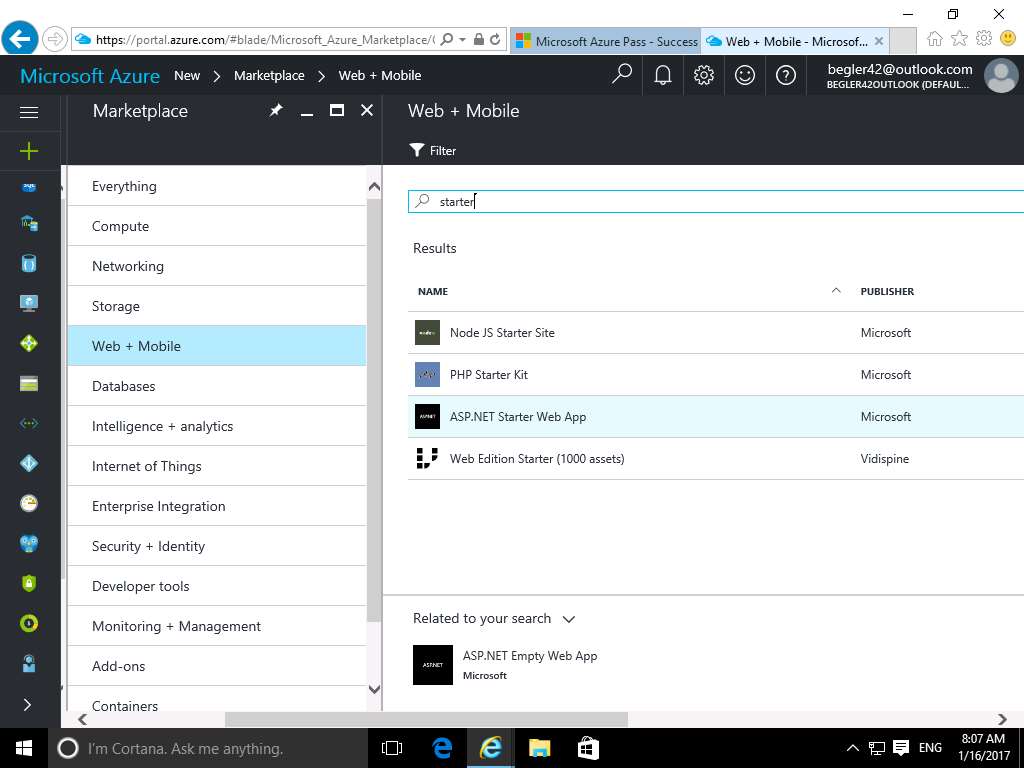 https://portal.azure.com/#blade/Microsoft_Azure_Marketplace/
Microsoft Azure Pass - Success
Web + Mobile - Microsof...
Microsoft Azure New > Marketplace > Web + Mobile
begler42@outlook.com
BEGLER42OUTLOOK (DEFAUL...
Marketplace
Web + Mobile
Filter
Everything
Compute
Networking
Storage
Web + Mobile
Databases
Intelligence + analytics
Internet of Things
Enterprise Integration
Security + Identity
Developer tools
Monitoring + Management
Add-ons
Containers
starter
Results
NAME PUBLISHER
Node JS Starter Site Microsoft
PHP Starter Kit Microsoft
ASP.NET ASP.NET Starter Web App Microsoft
Web Edition Starter (1000 assets) Vidispine
Related to your search
ASP.NET ASP.NET Empty Web App
Microsoft
I'm Cortana. Ask me anything.
ENG
8:07 AM
1/16/2017